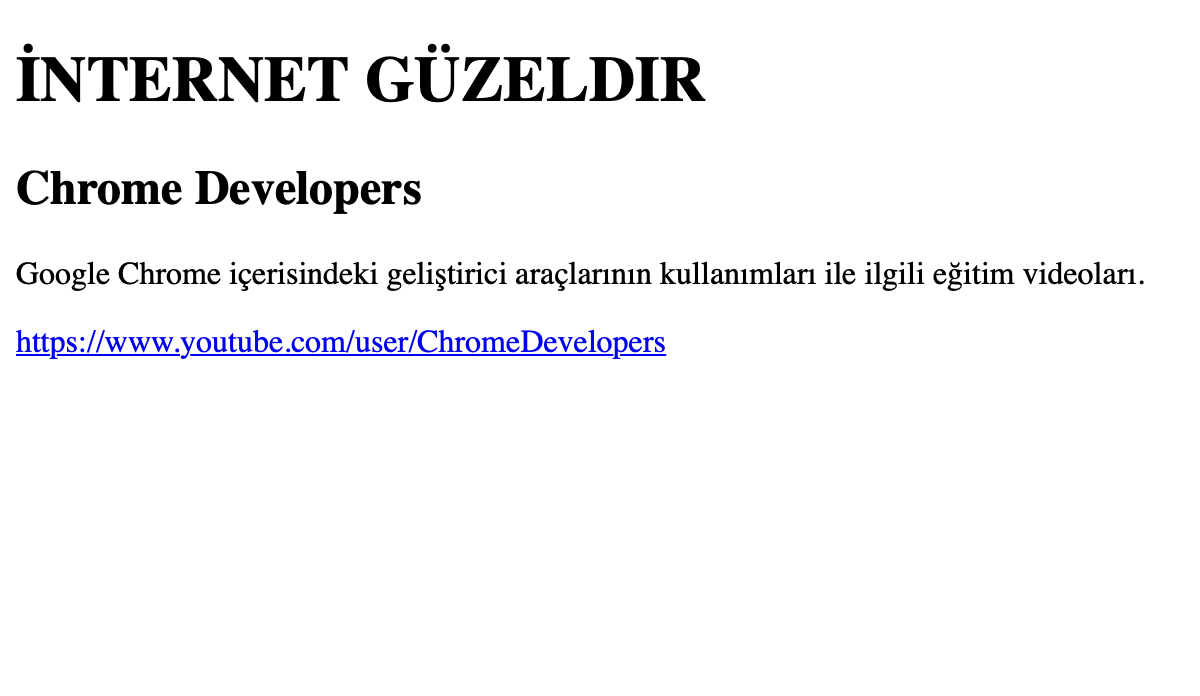 İNTERNET GÜZELDIR
Chrome Developers
Google Chrome içerisindeki geliştirici araçlarının kullanımları ile ilgili eğitim videoları.
https://www.youtube.com/user/ChromeDevelopers